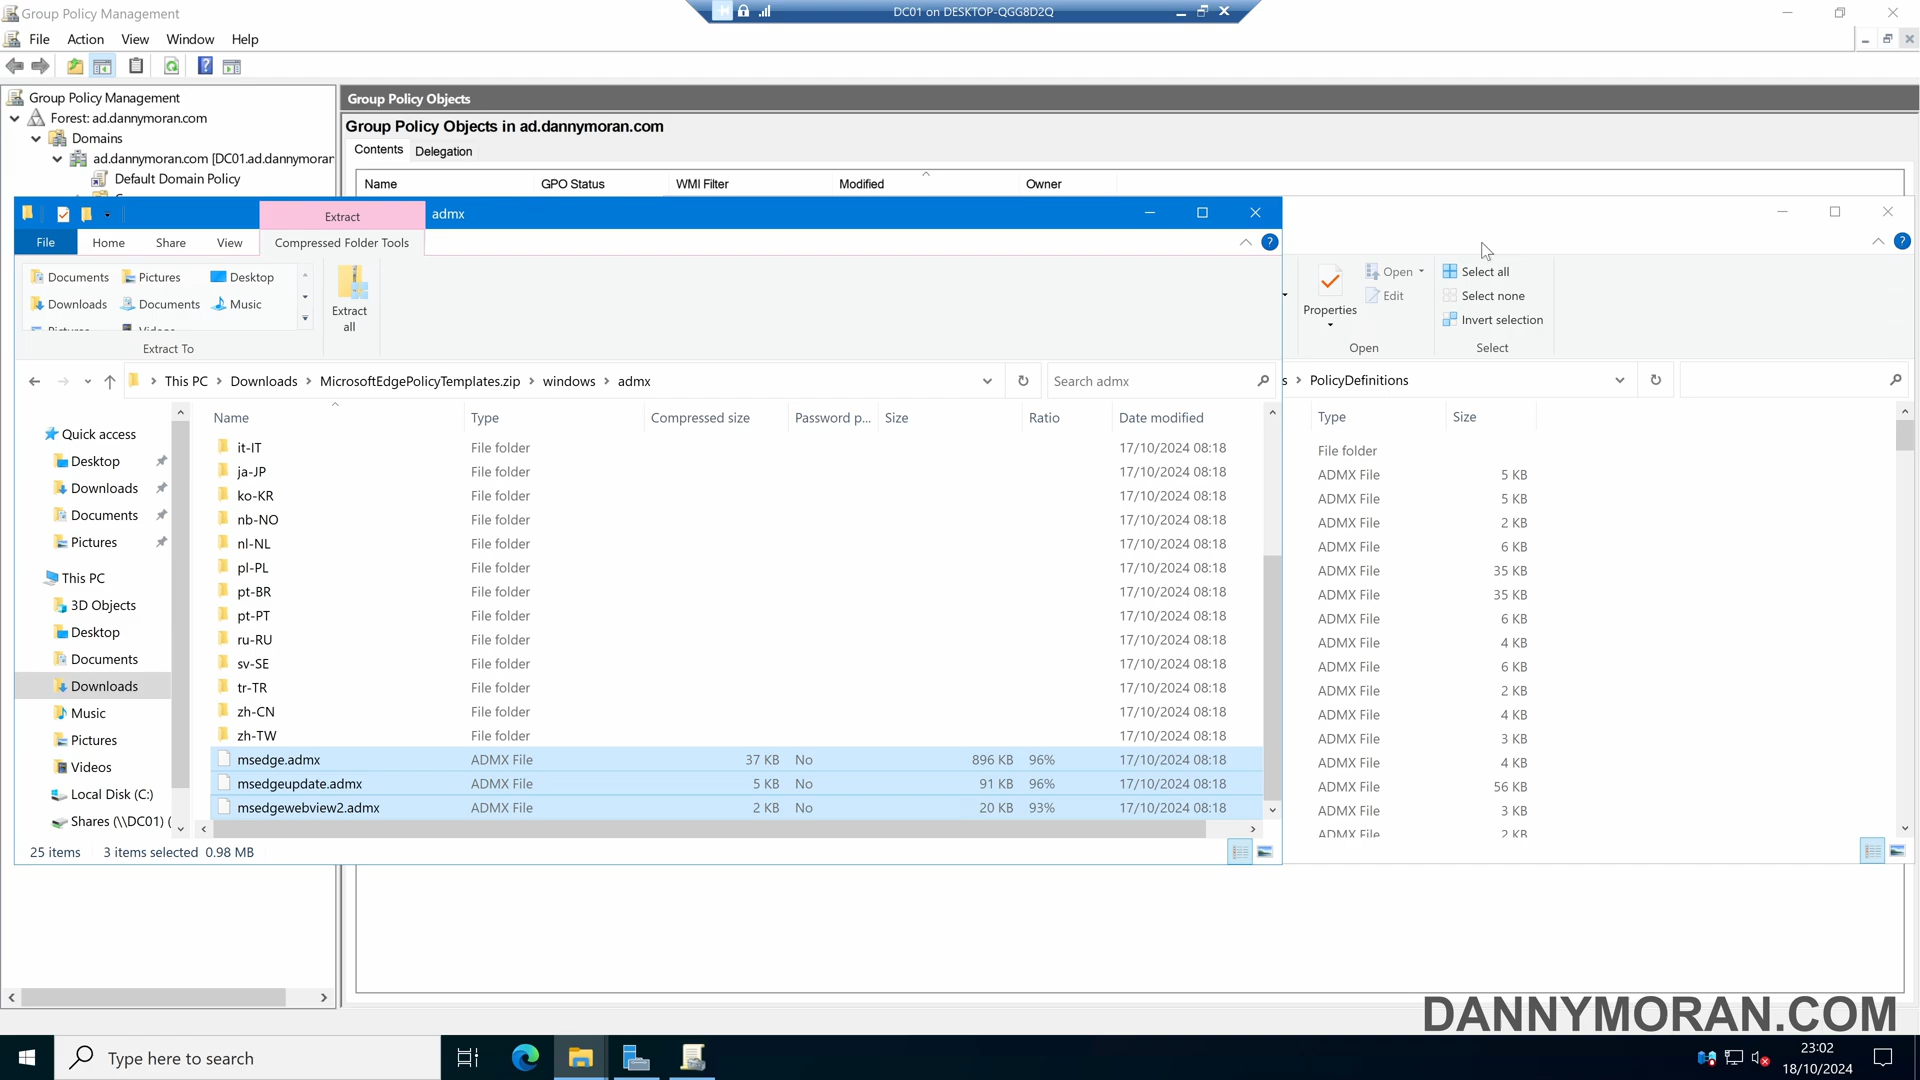 Group Policy Management
DC01 on DESKTOP-QGG8D2Q
File Action View Window Help
Group Policy Management
Forest: ad.dannymoran.com
Domains
ad.dannymoran.com [DC01.ad.dannymorar
Default Domain Policy
Group Policy Objects
Group Policy Objects in ad.dannymoran.com
Contents Delegation
Name GPO Status WMI Filter Modified Owner
Extract admx
File Home Share View Compressed Folder Tools
Documents Pictures Desktop
Downloads Documents Music
Pictures Videos
Extract To
Extract all
Properties
Open
Edit
Open
Select all
Select none
Invert selection
Select
This PC > Downloads > MicrosoftEdgePolicyTemplates.zip > windows > admx
Search admx
s > PolicyDefinitions
Quick access
Desktop
Downloads
Documents
Pictures
This PC
3D Objects
Desktop
Documents
Downloads
Music
Pictures
Videos
Local Disk (C:)
Shares (\\DC01) (
Name Type Compressed size Password p... Size Ratio Date modified
it-IT File folder 17/10/2024 08:18
ja-JP File folder 17/10/2024 08:18
ko-KR File folder 17/10/2024 08:18
nb-NO File folder 17/10/2024 08:18
nl-NL File folder 17/10/2024 08:18
pl-PL File folder 17/10/2024 08:18
pt-BR File folder 17/10/2024 08:18
pt-PT File folder 17/10/2024 08:18
ru-RU File folder 17/10/2024 08:18
sv-SE File folder 17/10/2024 08:18
tr-TR File folder 17/10/2024 08:18
zh-CN File folder 17/10/2024 08:18
zh-TW File folder 17/10/2024 08:18
msedge.admx ADMX File 37 KB No 896 KB 96% 17/10/2024 08:18
msedgeupdate.admx ADMX File 5 KB No 91 KB 96% 17/10/2024 08:18
msedgewebview2.admx ADMX File 2 KB No 20 KB 93% 17/10/2024 08:18
25 items 3 items selected 0.98 MB
Type Size
File folder
ADMX File 5 KB
ADMX File 5 KB
ADMX File 2 KB
ADMX File 6 KB
ADMX File 35 KB
ADMX File 35 KB
ADMX File 6 KB
ADMX File 4 KB
ADMX File 6 KB
ADMX File 2 KB
ADMX File 4 KB
ADMX File 3 KB
ADMX File 4 KB
ADMX File 56 KB
ADMX File 3 KB
ADMX File 2 KB
DANNYMORAN.COM
Type here to search
23:02
18/10/2024